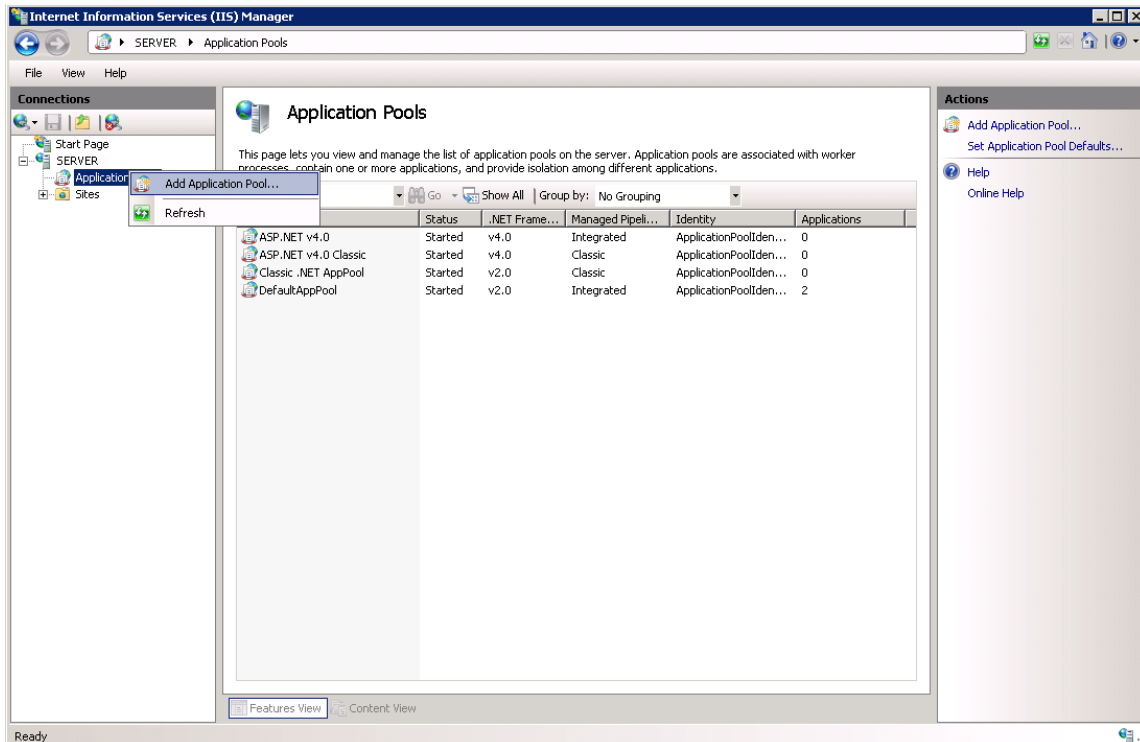 Internet Information Services (IIS) Manager
SERVER Application Pools
File View Help
Connections
Start Page
SERVER
Application
Sites
Add Application Pool...
Refresh
Application Pools
This page lets you view and manage the list of application pools on the server. Application pools are associated with worker
processes, contain one or more applications, and provide isolation among different applications.
Go Show All Group by: No Grouping
Status .NET Frame... Managed Pipeli... Identity Applications
ASP.NET v4.0 Started v4.0 Integrated ApplicationPoolIden... 0
ASP.NET v4.0 Classic Started v4.0 Classic ApplicationPoolIden... 0
Classic .NET AppPool Started v2.0 Classic ApplicationPoolIden... 0
DefaultAppPool Started v2.0 Integrated ApplicationPoolIden... 2
Features View Content View
Actions
Add Application Pool...
Set Application Pool Defaults...
Help
Online Help
Ready